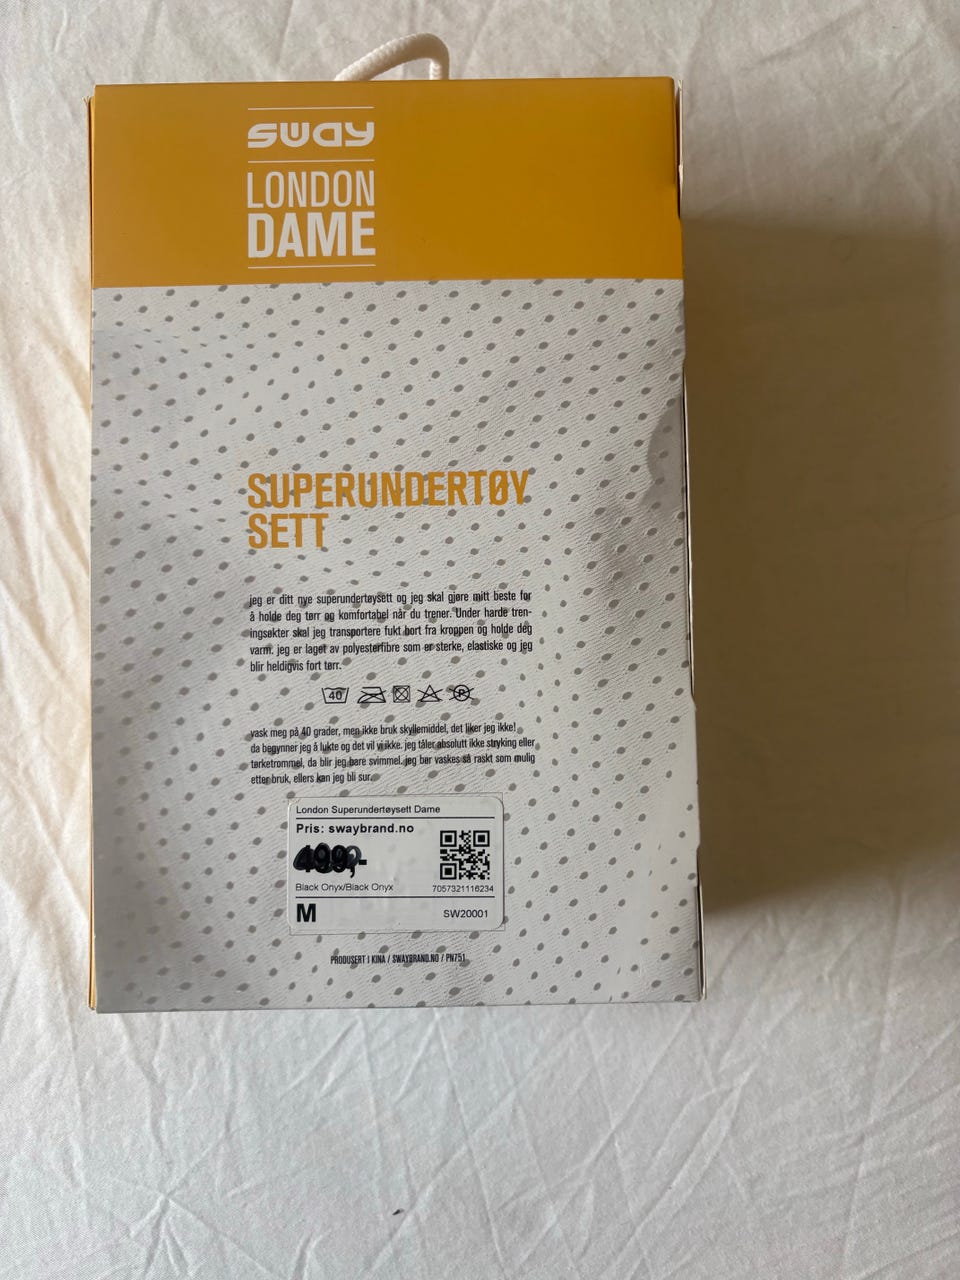 sway
LONDON
DAME
SUPERUNDERTØY
SETT
jeg er ditt nye superundertøysett og jeg skal gjøre mitt beste for
å holde deg tørr og komfortabel når du trener. Under harde tren-
ingsøkter skal jeg transportere fukt bort fra kroppen og holde deg
varm. jeg er laget av polyesterfibre som er sterke, elastiske og jeg
blir heldigvis fort tørr.
40 P
vask meg på 40 grader, men ikke bruk skyllemiddel, det liker jeg ikke!
da begynner jeg å lukte og det vil vi ikke. jeg tåler absolutt ikke stryking eller
tørketrommel, da blir jeg bare svimmel. jeg bør vaskes så raskt som mulig
etter bruk, ellers kan jeg bli sur.
London Superundertøysett Dame
Pris: swaybrand.no
499,-
Black Onyx/Black Onyx
7057321116234
M
SW20001
PRODUSERT I KINA / SWAYBRAND.NO / PN751